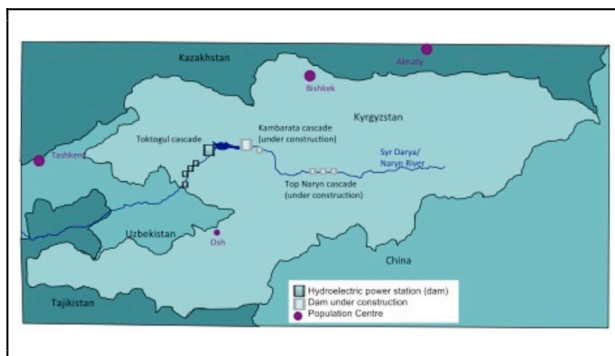 Kazakhstan
Almaty
Bishkek
Kyrgyzstan
Toktogul cascade
Kambarata cascade
(under construction)
Tashkent
Syr Darya/
Naryn River
Top Naryn cascade
(under construction)
Uzbekistan
Osh
China
Tajikistan
Hydroelectric power station (dam)
Dam under construction
Population Centre